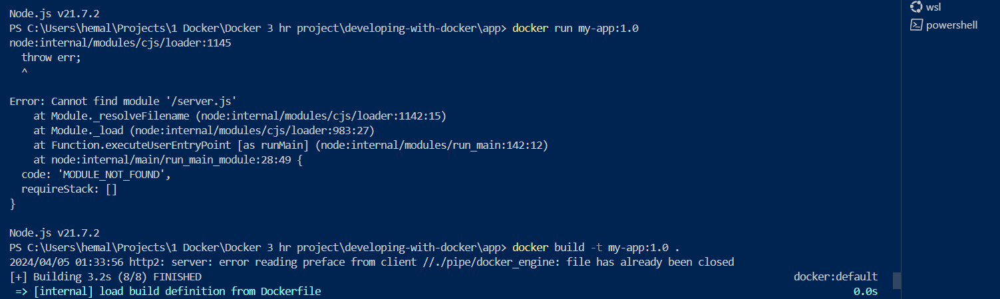 Node.js v21.7.2
PS C:\Users\hemal\Projects\1 Docker\Docker 3 hr project\developing-with-docker\app> docker run my-app:1.0
node:internal/modules/cjs/loader:1145
  throw err;
  ^

Error: Cannot find module '/server.js'
    at Module._resolveFilename (node:internal/modules/cjs/loader:1142:15)
    at Module._load (node:internal/modules/cjs/loader:983:27)
    at Function.executeUserEntryPoint [as runMain] (node:internal/modules/run_main:142:12)
    at node:internal/main/run_main_module:28:49 {
  code: 'MODULE_NOT_FOUND',
  requireStack: []
}

Node.js v21.7.2
PS C:\Users\hemal\Projects\1 Docker\Docker 3 hr project\developing-with-docker\app> docker build -t my-app:1.0 .
2024/04/05 01:33:56 http2: server: error reading preface from client //./pipe/docker_engine: file has already been closed
[+] Building 3.2s (8/8) FINISHED docker:default
 => [internal] load build definition from Dockerfile 0.0s
wsl
powershell